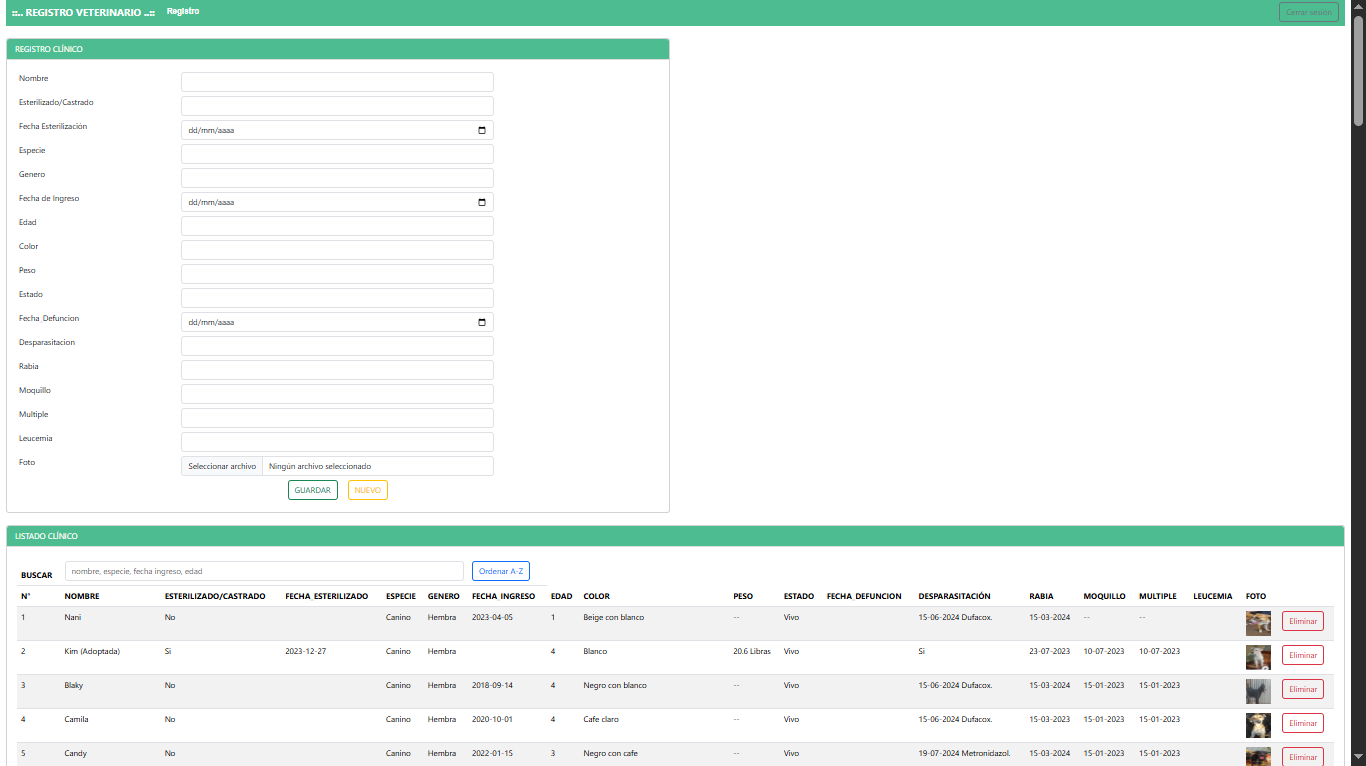 ::.. REGISTRO VETERINARIO ..:: Registro Cerrar sesión
REGISTRO CLÍNICO
Nombre
Esterilizado/Castrado
Fecha Esterilización dd/mm/aaaa
Especie
Genero
Fecha de Ingreso dd/mm/aaaa
Edad
Color
Peso
Estado
Fecha_Defuncion dd/mm/aaaa
Desparasitacion
Rabia
Moquillo
Multiple
Leucemia
Foto Seleccionar archivo Ningún archivo seleccionado
GUARDAR NUEVO
LISTADO CLÍNICO
BUSCAR nombre, especie, fecha ingreso, edad Ordenar A-Z
N° NOMBRE ESTERILIZADO/CASTRADO FECHA_ESTERILIZADO ESPECIE GENERO FECHA_INGRESO EDAD COLOR PESO ESTADO FECHA_DEFUNCION DESPARASITACIÓN RABIA MOQUILLO MULTIPLE LEUCEMIA FOTO
1 Nani No Canino Hembra 2023-04-05 1 Beige con blanco -- Vivo 15-06-2024 Dufacox. 15-03-2024 -- -- Eliminar
2 Kim (Adoptada) Si 2023-12-27 Canino Hembra 4 Blanco 20.6 Libras Vivo Si 23-07-2023 10-07-2023 10-07-2023 Eliminar
3 Blaky No Canino Hembra 2018-09-14 4 Negro con blanco -- Vivo 15-06-2024 Dufacox. 15-03-2024 15-01-2023 15-01-2023 Eliminar
4 Camila No Canino Hembra 2020-10-01 4 Cafe claro -- Vivo 15-06-2024 Dufacox. 15-03-2023 15-01-2023 15-01-2023 Eliminar
5 Candy No Canino Hembra 2022-01-15 3 Negro con cafe -- Vivo 19-07-2024 Metronidazol. 15-03-2024 15-01-2023 15-01-2023 Eliminar